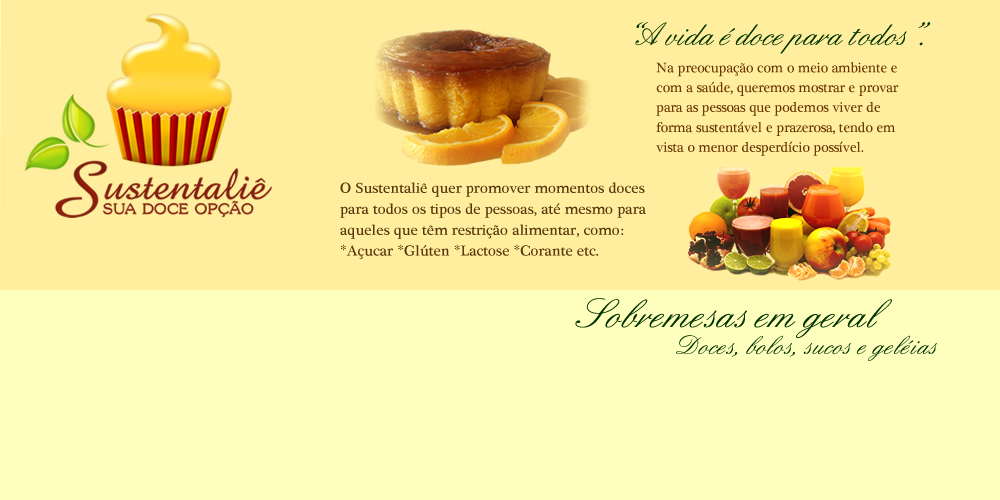 Sustentaliê
SUA DOCE OPÇÃO
O Sustentaliê quer promover momentos doces
para todos os tipos de pessoas, até mesmo para
aqueles que têm restrição alimentar, como:
*Açucar *Glúten *Lactose *Corante etc.
“A vida é doce para todos ”.
Na preocupação com o meio ambiente e
com a saúde, queremos mostrar e provar
para as pessoas que podemos viver de
forma sustentável e prazerosa, tendo em
vista o menor desperdício possível.
Sobremesas em geral
Doces, bolos, sucos e geléias